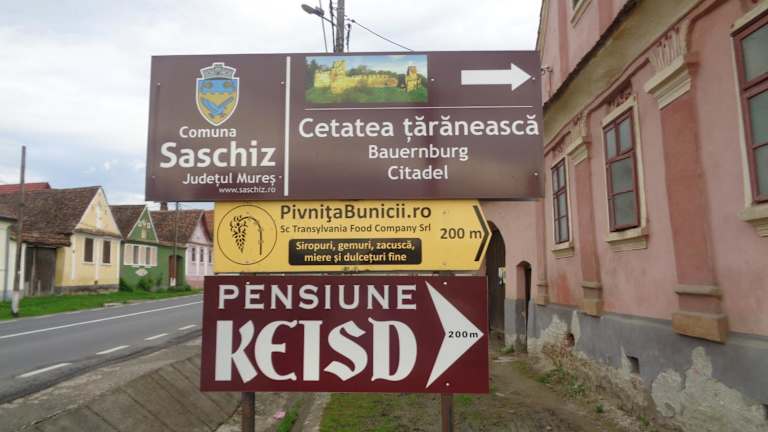 Comuna
Saschiz
Județul Mureș
www.saschiz.ro
Cetatea țărănească
Bauernburg
Citadel
PivnițaBunicii.ro
Sc Transylvania Food Company Srl
Siropuri, gemuri, zacuscă,
miere și dulcețuri fine
200 m
PENSIUNE
KEISD
200m